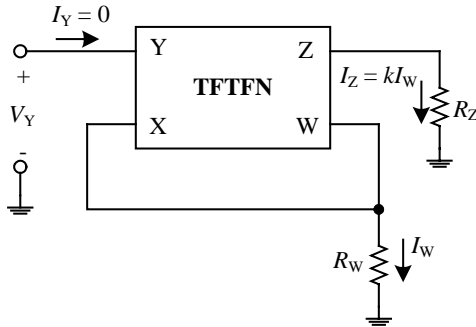 I_Y = 0
Y
Z
TFTFN
I_Z = kI_W
+
V_Y
-
X
W
R_Z
R_W
I_W